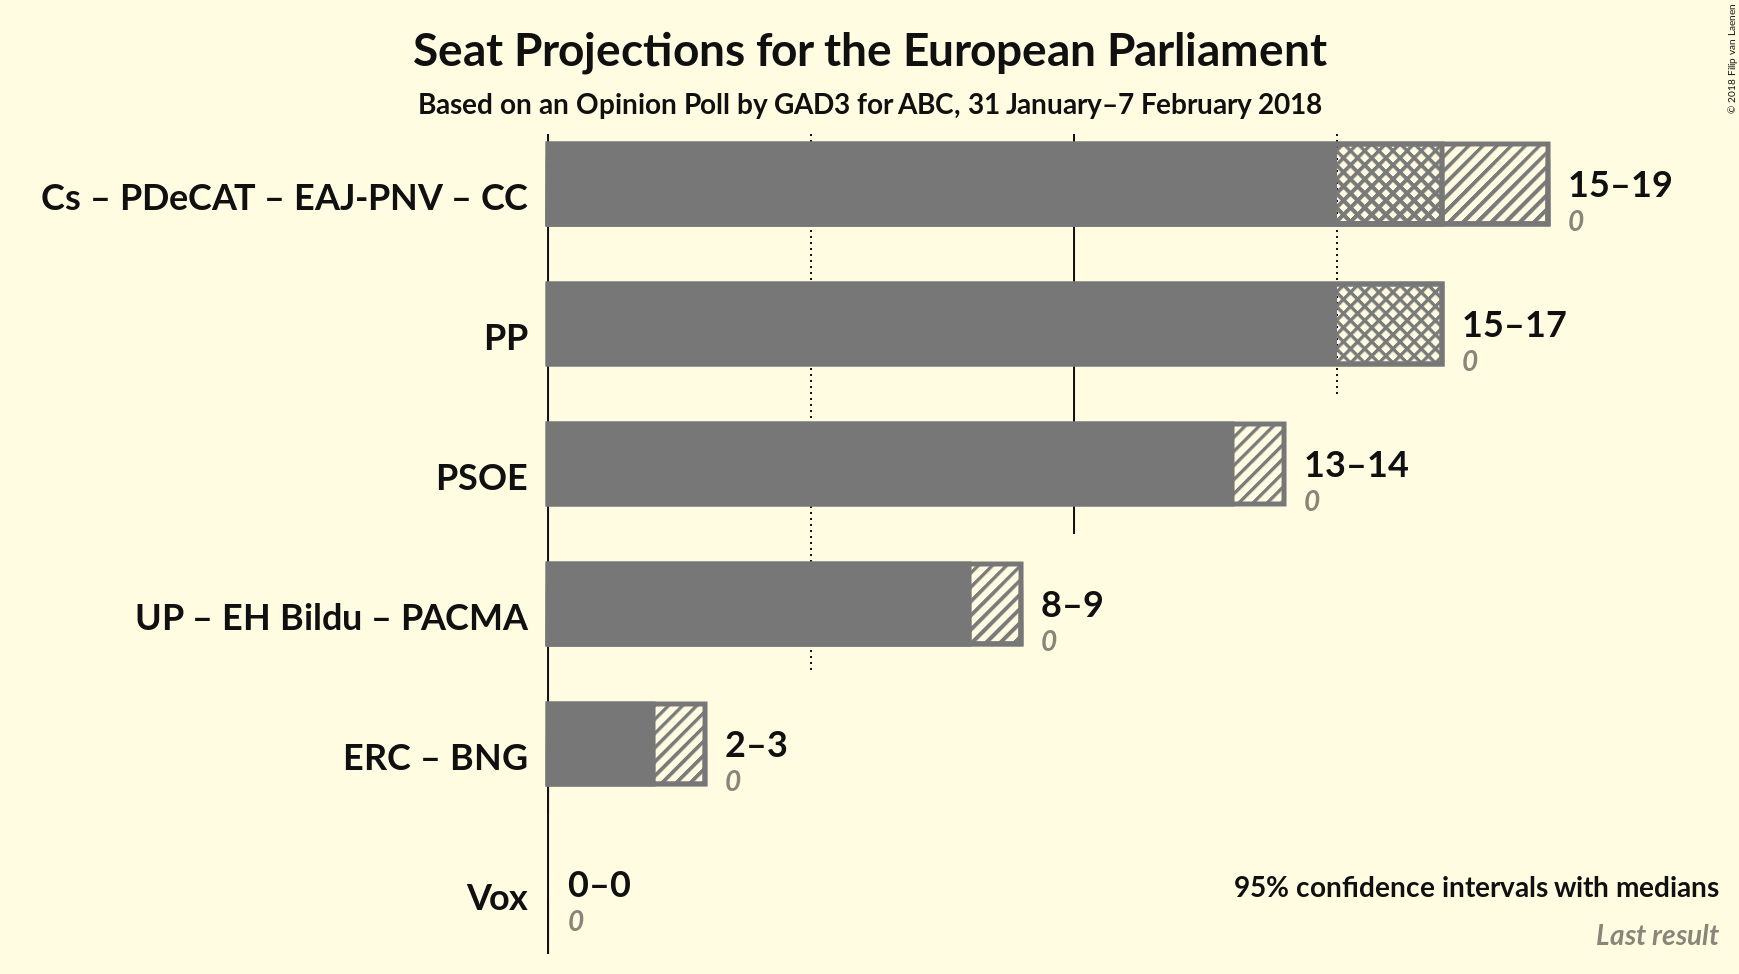 Seat Projections for the European Parliament
Based on an Opinion Poll by GAD3 for ABC, 31 January–7 February 2018
© 2018 Filip van Laenen
Cs – PDeCAT – EAJ-PNV – CC
15–19
0
PP
15–17
0
PSOE
13–14
0
UP – EH Bildu – PACMA
8–9
0
ERC – BNG
2–3
0
Vox
0–0
0
95% confidence intervals with medians
Last result